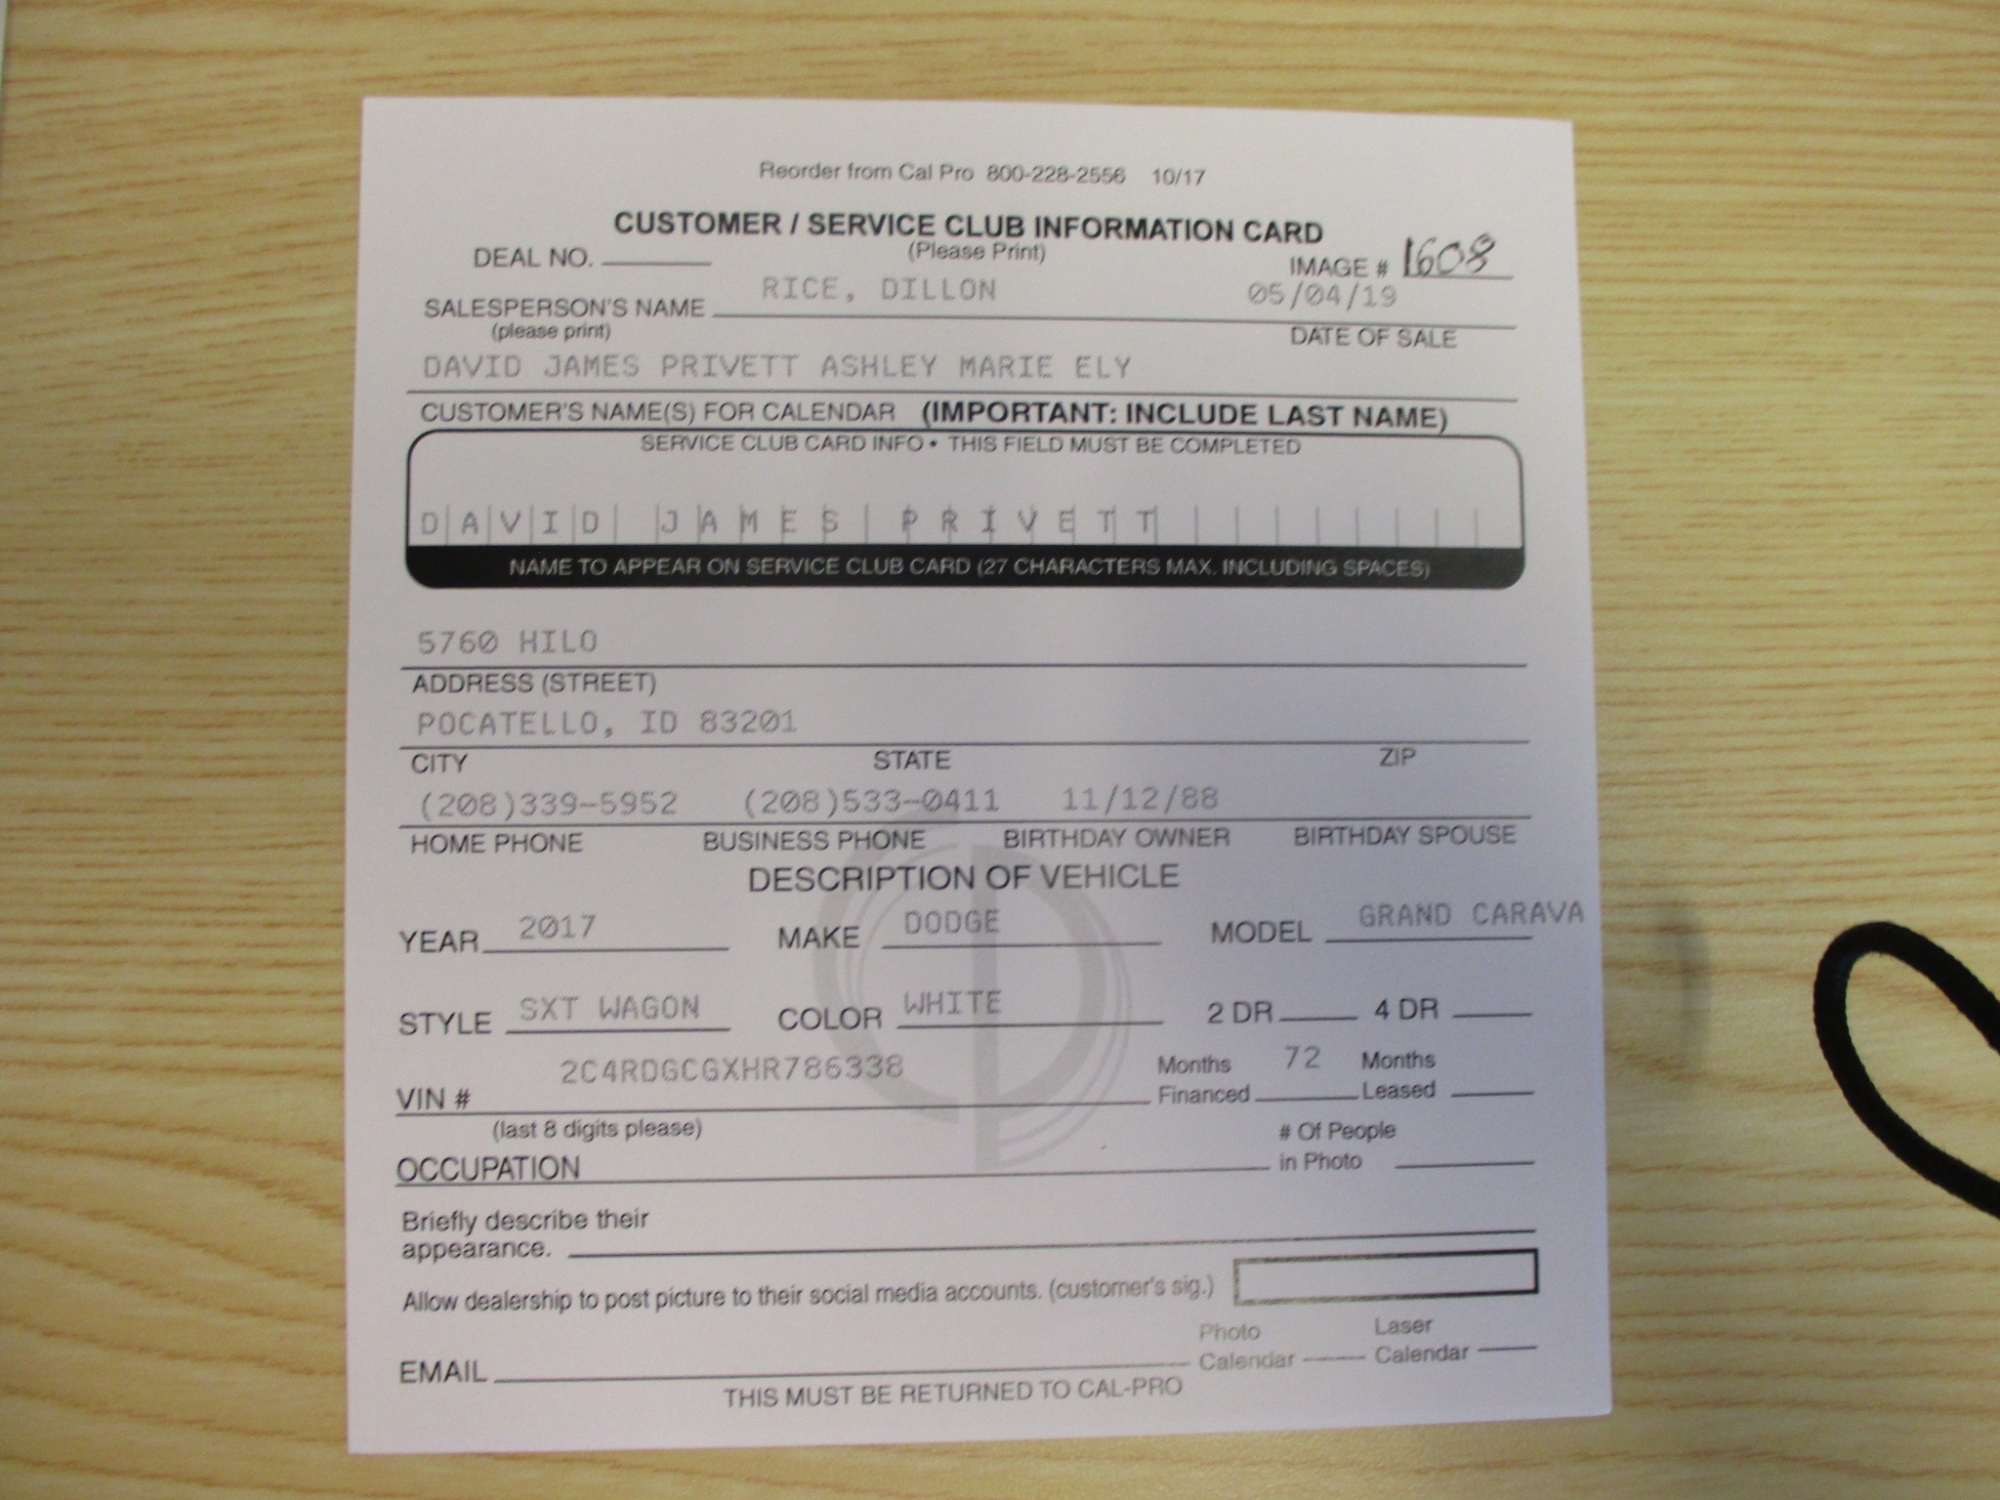 Reorder from Cal Pro 800-228-2556 10/17
CUSTOMER / SERVICE CLUB INFORMATION CARD
(Please Print)
DEAL NO. IMAGE # 1608
RICE, DILLON 05/04/19
SALESPERSON'S NAME
(please print) DATE OF SALE
DAVID JAMES PRIVETT ASHLEY MARIE ELY
CUSTOMER'S NAME(S) FOR CALENDAR (IMPORTANT: INCLUDE LAST NAME)
SERVICE CLUB CARD INFO • THIS FIELD MUST BE COMPLETED
DAVID JAMES PRIVETT
NAME TO APPEAR ON SERVICE CLUB CARD (27 CHARACTERS MAX. INCLUDING SPACES)
5760 HILO
ADDRESS (STREET)
POCATELLO, ID 83201
CITY STATE ZIP
(208)339-5952 (208)533-0411 11/12/88
HOME PHONE BUSINESS PHONE BIRTHDAY OWNER BIRTHDAY SPOUSE
DESCRIPTION OF VEHICLE
YEAR 2017 MAKE DODGE MODEL GRAND CARAVA
STYLE SXT WAGON COLOR WHITE 2 DR 4 DR
VIN # 2C4RDGCGXHR786338 Months Financed 72 Months Leased
(last 8 digits please)
OCCUPATION # Of People in Photo
Briefly describe their
appearance.
Allow dealership to post picture to their social media accounts. (customer's sig.)
EMAIL Photo Calendar Laser Calendar
THIS MUST BE RETURNED TO CAL-PRO